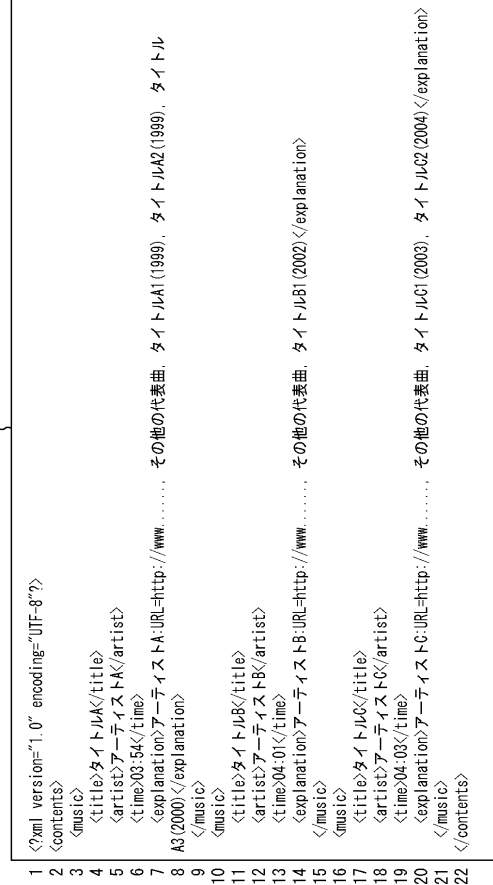 1 <?xml version="1.0" encoding="UTF-8"?>
2 <contents>
3 <music>
4 <title>タイトルA</title>
5 <artist>アーティストA</artist>
6 <time>03:54</time>
7 <explanation>アーティストA:URL=http://www......., その他の代表曲, タイトルA1(1999), タイトルA2(1999), タイトル
8 A3(2000)</explanation>
9 </music>
10 <music>
11 <title>タイトルB</title>
12 <artist>アーティストB</artist>
13 <time>04:01</time>
14 <explanation>アーティストB:URL=http://www......., その他の代表曲, タイトルB1(2002)</explanation>
15 </music>
16 <music>
17 <title>タイトルC</title>
18 <artist>アーティストC</artist>
19 <time>04:03</time>
20 <explanation>アーティストC:URL=http://www......., その他の代表曲, タイトルC1(2003), タイトルC2(2004)</explanation>
21 </music>
22 </contents>